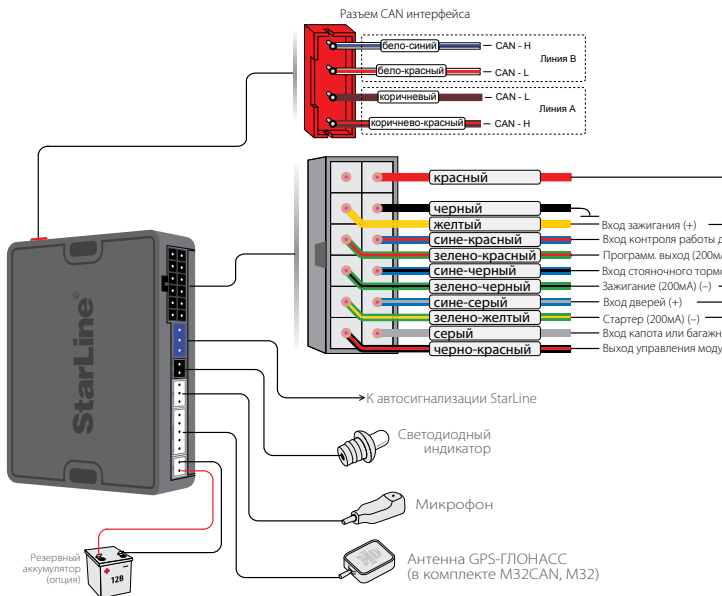 Разъем CAN интерфейса
бело-синий
CAN - H
Линия B
бело-красный
CAN - L
коричневый
CAN - L
Линия A
коричнево-красный
CAN - H
красный
черный
желтый
Вход зажигания (+)
сине-красный
Вход контроля работы д
зелено-красный
Программ. выход (200мА
сине-черный
Вход стояночного тормо
зелено-черный
Зажигание (200мА) (–)
сине-серый
Вход дверей (+)
зелено-желтый
Стартер (200мА) (–)
серый
Вход капота или багажн
черно-красный
Выход управления моду
StarLine®
К автосигнализации StarLine
Светодиодный
индикатор
Микрофон
Резервный
аккумулятор
(опция)
12В
Антенна GPS-ГЛОНАСС
(в комплекте M32CAN, M32)